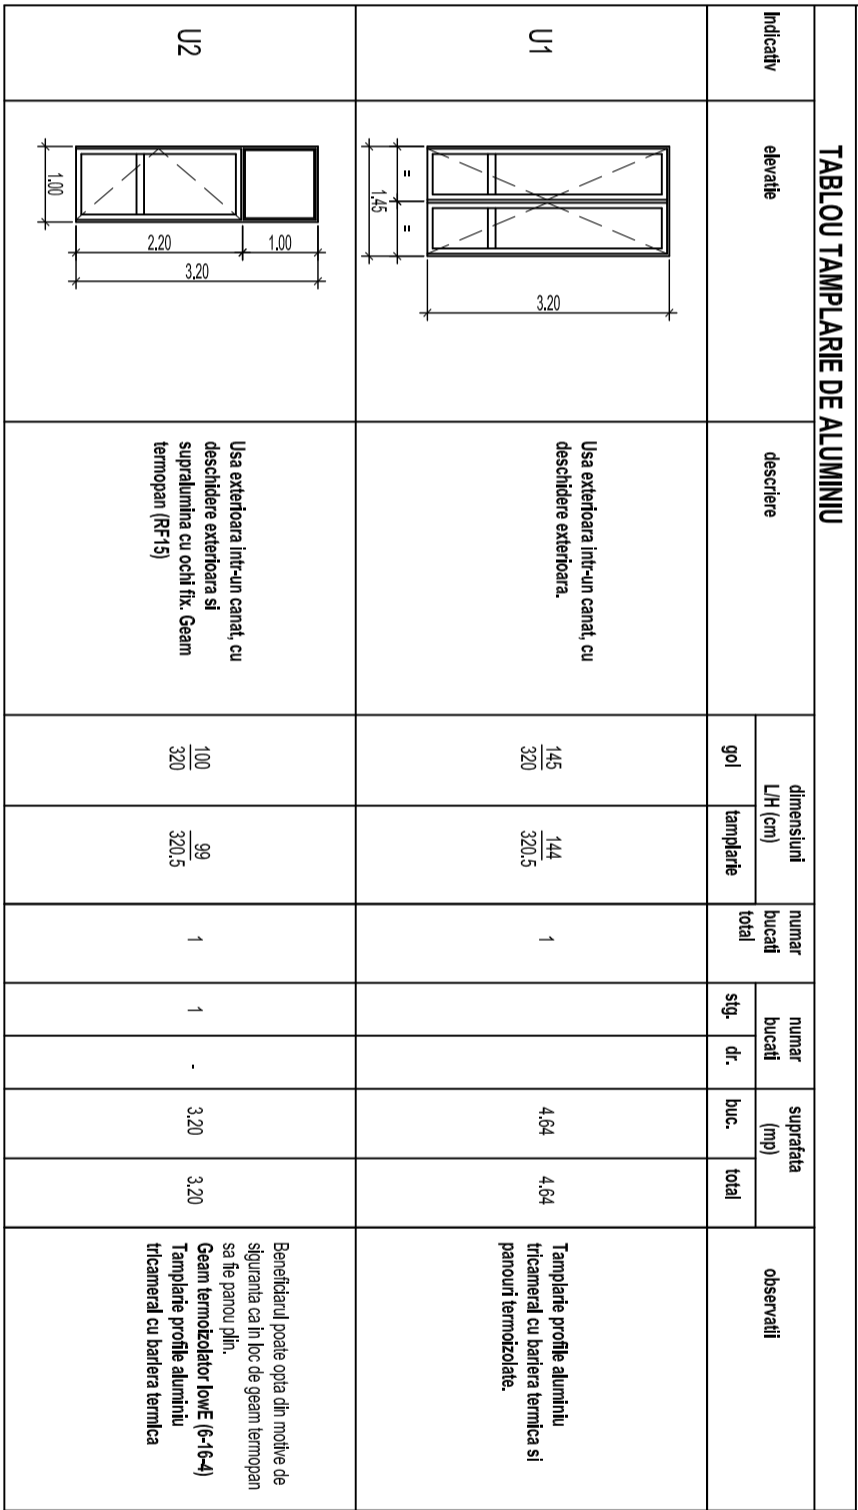 TABLOU TAMPLARIE DE ALUMINIU
Indicativ
elevatie
descriere
dimensiuni
L/H (cm)
gol
tamplarie
numar
bucati
total
numar
bucati
stg.
dr.
suprafata
(mp)
buc.
total
observatii
U1
=
=
1.45
3.20
Usa exterioara intr-un canat, cu
deschidere exterioara.
145
320
144
320.5
1
4.64
4.64
Tamplarie profile aluminiu
tricameral cu bariera termica si
panouri termoizolate.
U2
1.00
2.20
1.00
3.20
Usa exterioara intr-un canat, cu
deschidere exterioara si
supralumina cu ochi fix. Geam
termopan (RF15)
100
320
99
320.5
1
1
-
3.20
3.20
Beneficiarul poate opta din motive de
siguranta ca in loc de geam termopan
sa fie panou plin.
Geam termoizolator lowE (6-16-4)
Tamplarie profile aluminiu
tricameral cu bariera termica